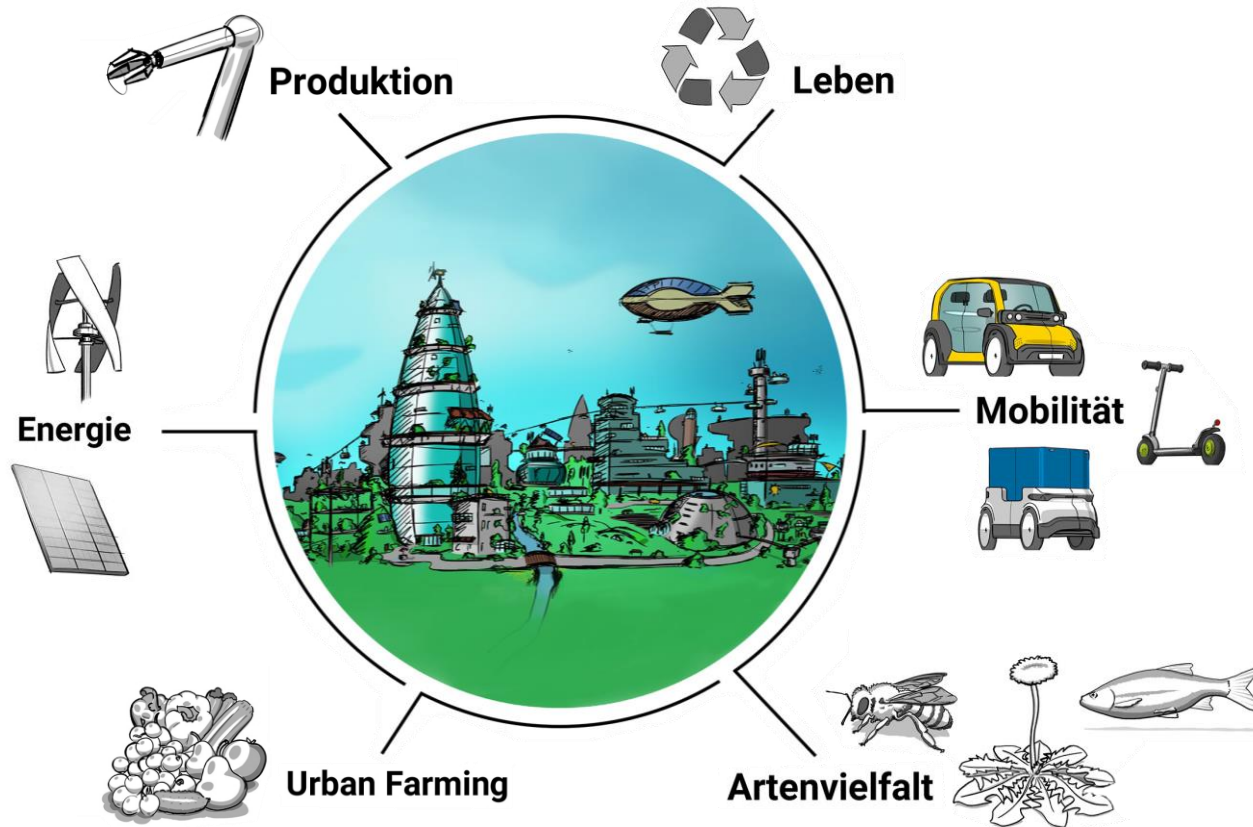 Produktion
Leben
Energie
Mobilität
Urban Farming
Artenvielfalt